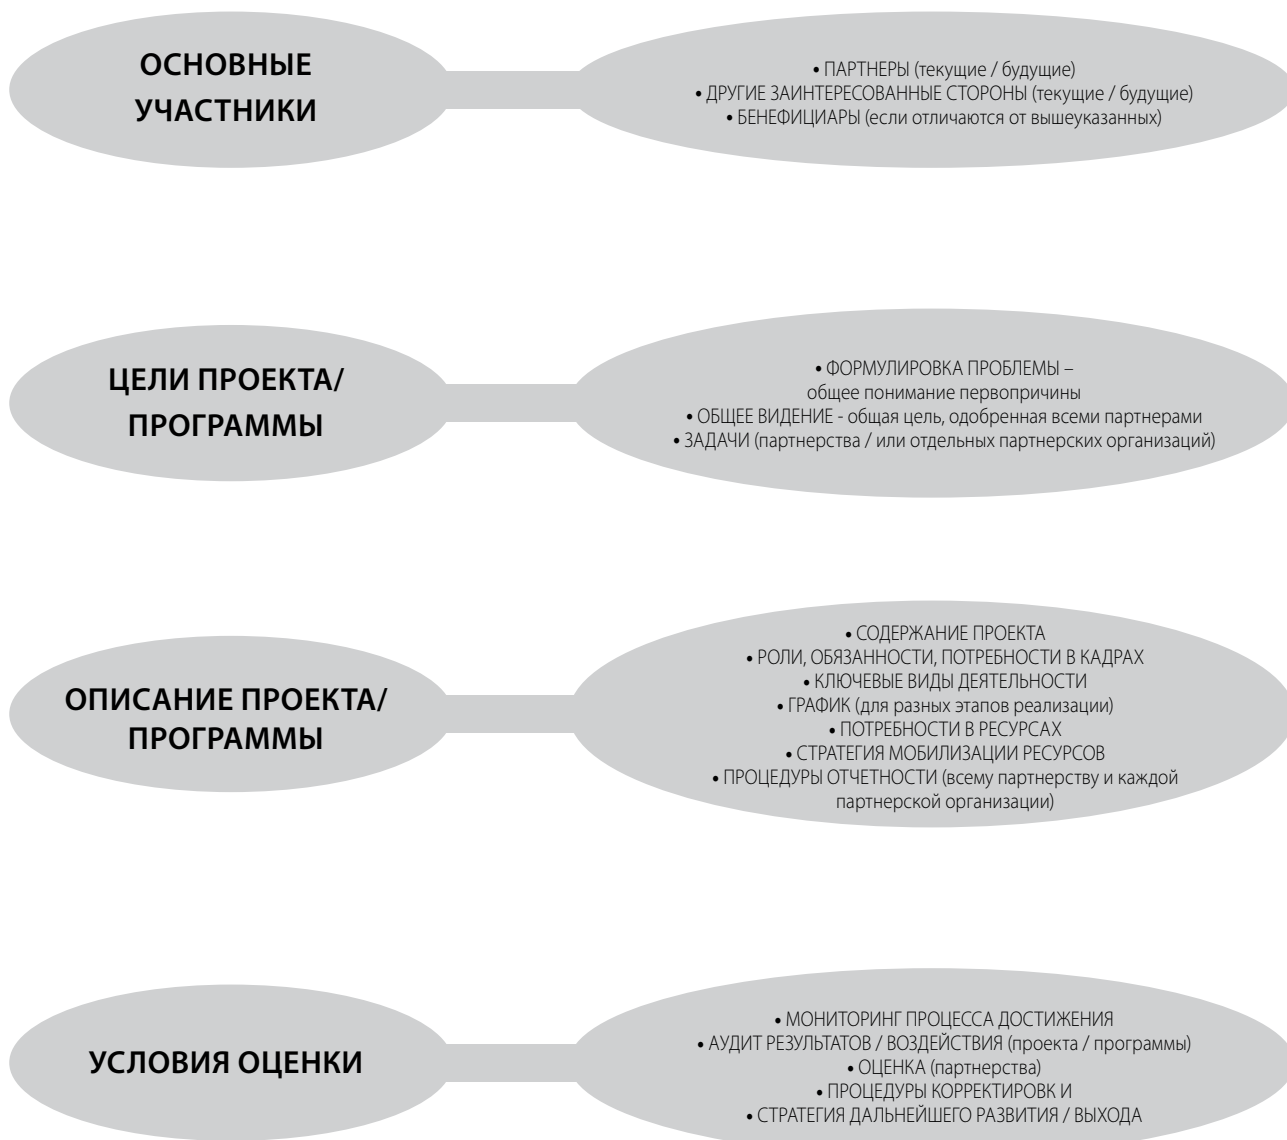 ОСНОВНЫЕ
УЧАСТНИКИ
• ПАРТНЕРЫ (текущие / будущие)
• ДРУГИЕ ЗАИНТЕРЕСОВАННЫЕ СТОРОНЫ (текущие / будущие)
• БЕНЕФИЦИАРЫ (если отличаются от вышеуказанных)
ЦЕЛИ ПРОЕКТА/
ПРОГРАММЫ
• ФОРМУЛИРОВКА ПРОБЛЕМЫ –
общее понимание первопричины
• ОБЩЕЕ ВИДЕНИЕ - общая цель, одобренная всеми партнерами
• ЗАДАЧИ (партнерства / или отдельных партнерских организаций)
ОПИСАНИЕ ПРОЕКТА/
ПРОГРАММЫ
• СОДЕРЖАНИЕ ПРОЕКТА
• РОЛИ, ОБЯЗАННОСТИ, ПОТРЕБНОСТИ В КАДРАХ
• КЛЮЧЕВЫЕ ВИДЫ ДЕЯТЕЛЬНОСТИ
• ГРАФИК (для разных этапов реализации)
• ПОТРЕБНОСТИ В РЕСУРСАХ
• СТРАТЕГИЯ МОБИЛИЗАЦИИ РЕСУРСОВ
• ПРОЦЕДУРЫ ОТЧЕТНОСТИ (всему партнерству и каждой
партнерской организации)
УСЛОВИЯ ОЦЕНКИ
• МОНИТОРИНГ ПРОЦЕССА ДОСТИЖЕНИЯ
• АУДИТ РЕЗУЛЬТАТОВ / ВОЗДЕЙСТВИЯ (проекта / программы)
• ОЦЕНКА (партнерства)
• ПРОЦЕДУРЫ КОРРЕКТИРОВК И
• СТРАТЕГИЯ ДАЛЬНЕЙШЕГО РАЗВИТИЯ / ВЫХОДА